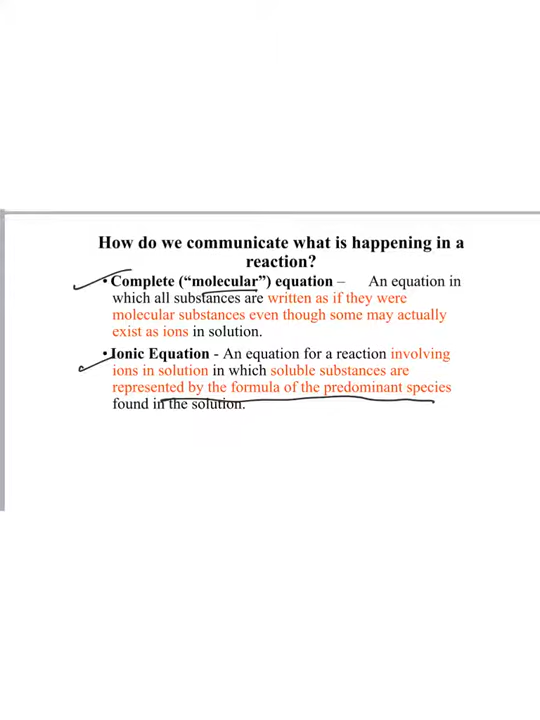 How do we communicate what is happening in a
reaction?
• Complete (“molecular”) equation – An equation in
which all substances are written as if they were
molecular substances even though some may actually
exist as ions in solution.
• Ionic Equation - An equation for a reaction involving
ions in solution in which soluble substances are
represented by the formula of the predominant species
found in the solution.